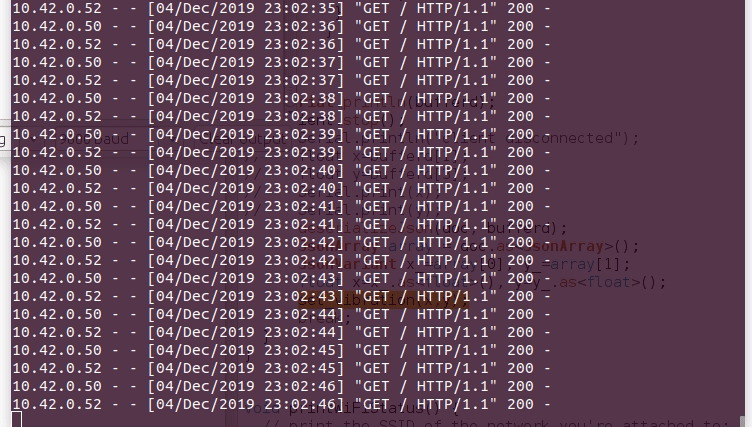 10.42.0.52 - - [04/Dec/2019 23:02:35] "GET / HTTP/1.1" 200 -
10.42.0.50 - - [04/Dec/2019 23:02:36] "GET / HTTP/1.1" 200 -
10.42.0.52 - - [04/Dec/2019 23:02:36] "GET / HTTP/1.1" 200 -
10.42.0.50 - - [04/Dec/2019 23:02:37] "GET / HTTP/1.1" 200 -
10.42.0.52 - - [04/Dec/2019 23:02:37] "GET / HTTP/1.1" 200 -
10.42.0.50 - - [04/Dec/2019 23:02:38] "GET / HTTP/1.1" 200 -
10.42.0.52 - - [04/Dec/2019 23:02:38] "GET / HTTP/1.1" 200 -
10.42.0.50 - - [04/Dec/2019 23:02:39] "GET / HTTP/1.1" 200 -
disconnected");
10.42.0.52 - - [04/Dec/2019 23:02:39] "GET / HTTP/1.1" 200 -
10.42.0.50 - - [04/Dec/2019 23:02:40] "GET / HTTP/1.1" 200 -
10.42.0.52 - - [04/Dec/2019 23:02:40] "GET / HTTP/1.1" 200 -
10.42.0.50 - - [04/Dec/2019 23:02:41] "GET / HTTP/1.1" 200 -
10.42.0.52 - - [04/Dec/2019 23:02:41] "GET / HTTP/1.1" 200 -
10.42.0.50 - - [04/Dec/2019 23:02:42] "GET / HTTP/1.1" 200 -
10.42.0.52 - - [04/Dec/2019 23:02:42] "GET / HTTP/1.1" 200 -
array[1];
10.42.0.50 - - [04/Dec/2019 23:02:43] "GET / HTTP/1.1" 200 -
.as<float>();
10.42.0.52 - - [04/Dec/2019 23:02:43] "GET / HTTP/1.1" 200 -
10.42.0.50 - - [04/Dec/2019 23:02:44] "GET / HTTP/1.1" 200 -
10.42.0.52 - - [04/Dec/2019 23:02:44] "GET / HTTP/1.1" 200 -
10.42.0.50 - - [04/Dec/2019 23:02:45] "GET / HTTP/1.1" 200 -
10.42.0.52 - - [04/Dec/2019 23:02:45] "GET / HTTP/1.1" 200 -
10.42.0.50 - - [04/Dec/2019 23:02:46] "GET / HTTP/1.1" 200 -
10.42.0.52 - - [04/Dec/2019 23:02:46] "GET / HTTP/1.1" 200 -
// print the SSID of the network you're attached to: